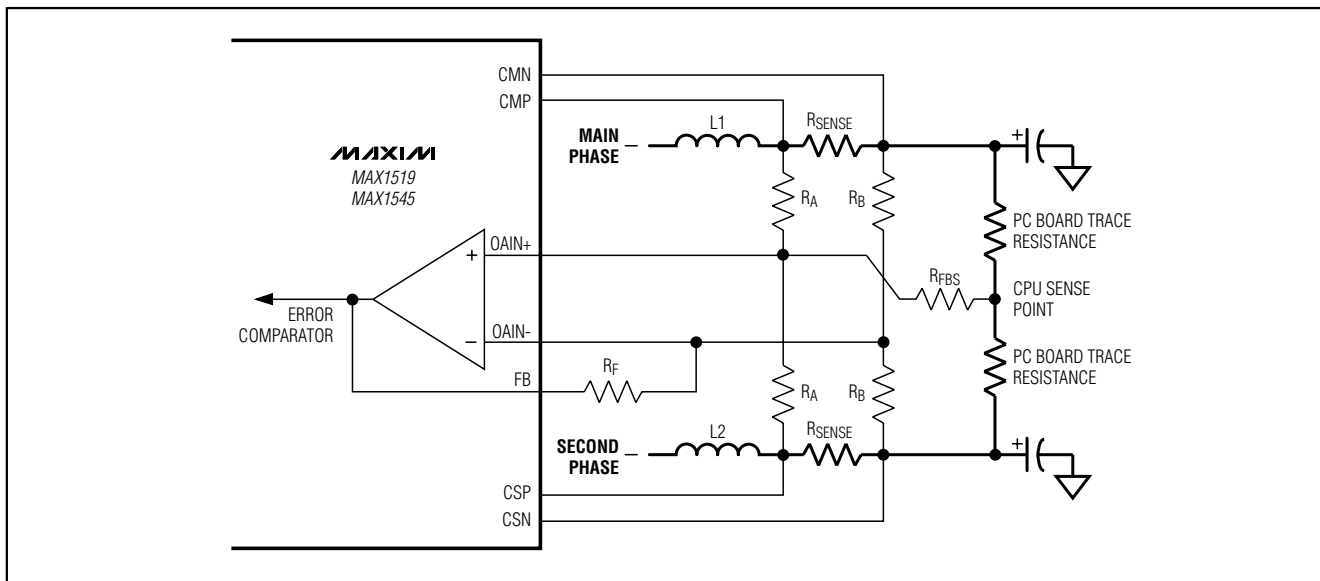 CMN
CMP
MAXIM
MAX1519
MAX1545
MAIN
PHASE
L1
RSENSE
+
RA
RB
PC BOARD TRACE
RESISTANCE
OAIN+
+
RFBS
CPU SENSE
POINT
ERROR
COMPARATOR
OAIN-
−
FB
RF
RA
RB
PC BOARD TRACE
RESISTANCE
SECOND
PHASE
L2
RSENSE
+
CSP
CSN